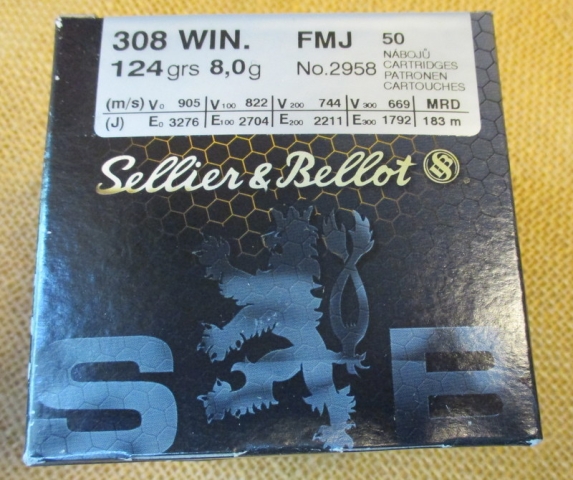 308 WIN. FMJ 50
NÁBOJŮ
CARTRIDGES
124 grs 8,0 g No.2958 PATRONEN
CARTOUCHES
(m/s) V0 905 V100 822 V200 744 V300 669 MRD
(J) E0 3276 E100 2704 E200 2211 E300 1792 183 m
Sellier & Bellot
S B